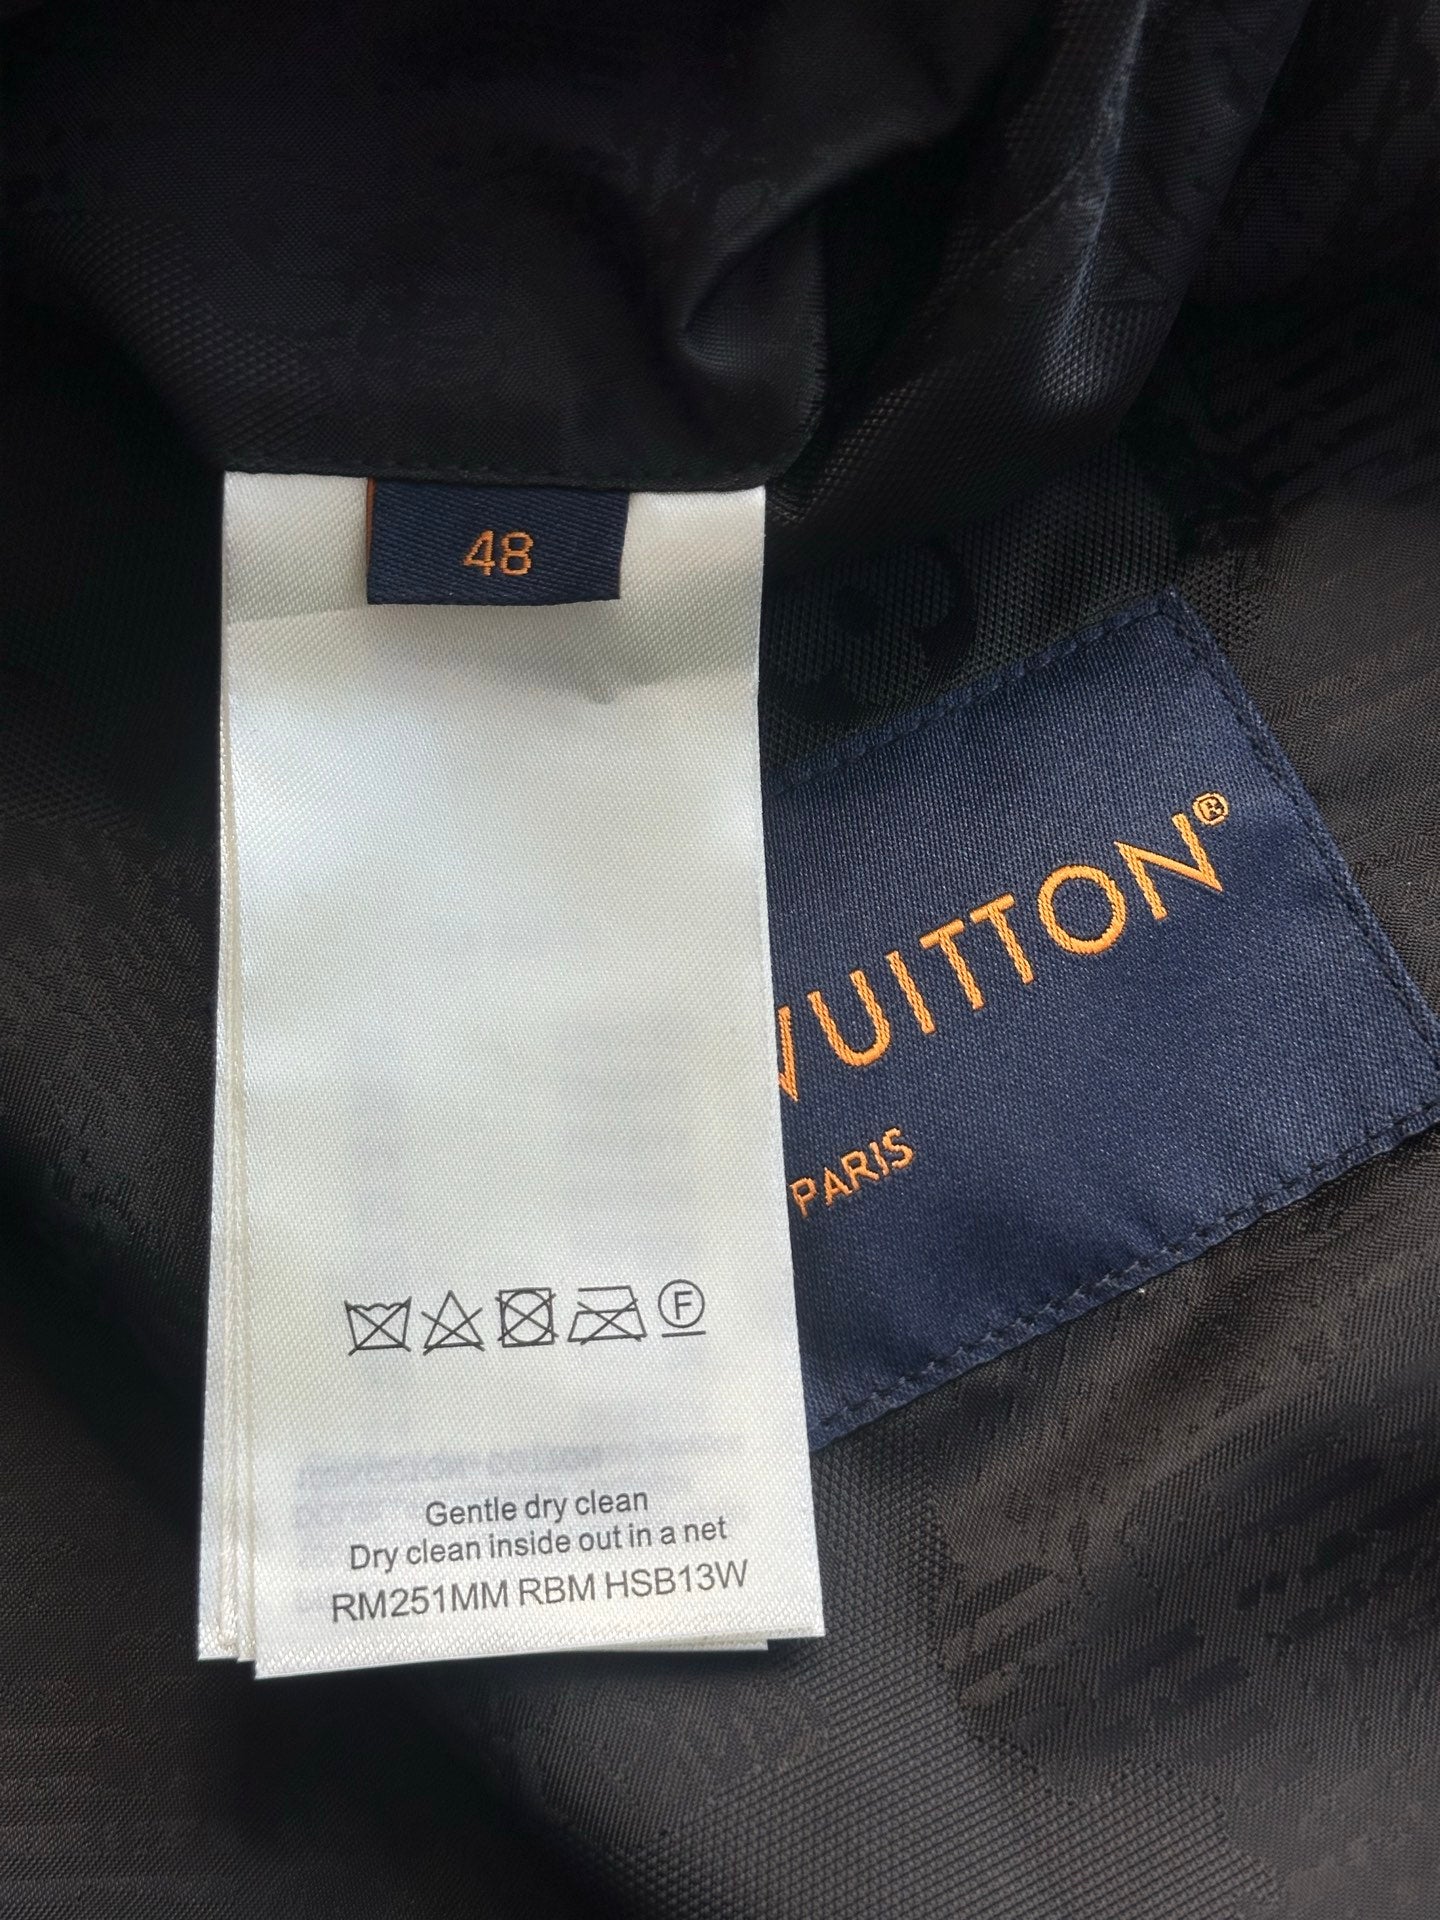 48
VUITTON®
PARIS
F
Gentle dry clean
Dry clean inside out in a net
RM251MM RBM HSB13W